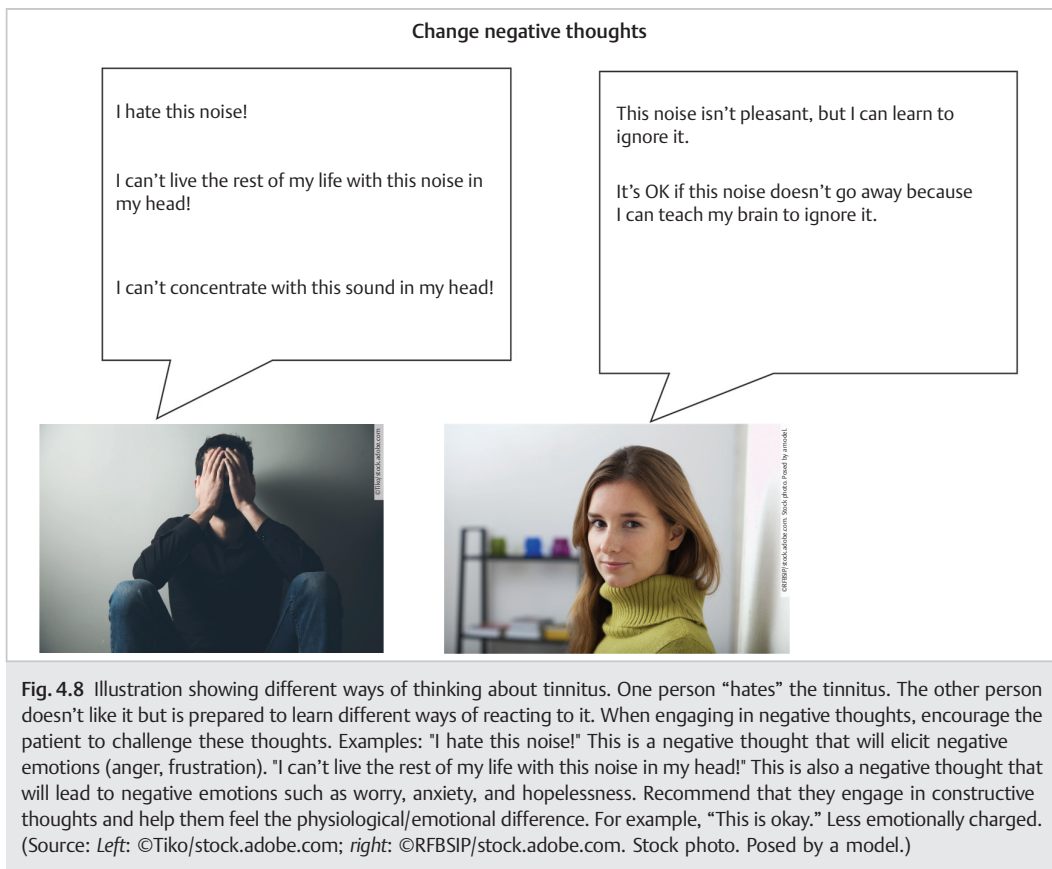 Change negative thoughts
I hate this noise!
I can't live the rest of my life with this noise in
my head!
I can't concentrate with this sound in my head!
This noise isn't pleasant, but I can learn to
ignore it.
It's OK if this noise doesn't go away because
I can teach my brain to ignore it.
©Tiko/stock.adobe.com
©RFBSIP/stock.adobe.com. Stock photo. Posed by a model.
Fig. 4.8 Illustration showing different ways of thinking about tinnitus. One person “hates” the tinnitus. The other person
doesn't like it but is prepared to learn different ways of reacting to it. When engaging in negative thoughts, encourage the
patient to challenge these thoughts. Examples: "I hate this noise!" This is a negative thought that will elicit negative
emotions (anger, frustration). "I can't live the rest of my life with this noise in my head!" This is also a negative thought that
will lead to negative emotions such as worry, anxiety, and hopelessness. Recommend that they engage in constructive
thoughts and help them feel the physiological/emotional difference. For example, “This is okay.” Less emotionally charged.
(Source: Left: ©Tiko/stock.adobe.com; right: ©RFBSIP/stock.adobe.com. Stock photo. Posed by a model.)